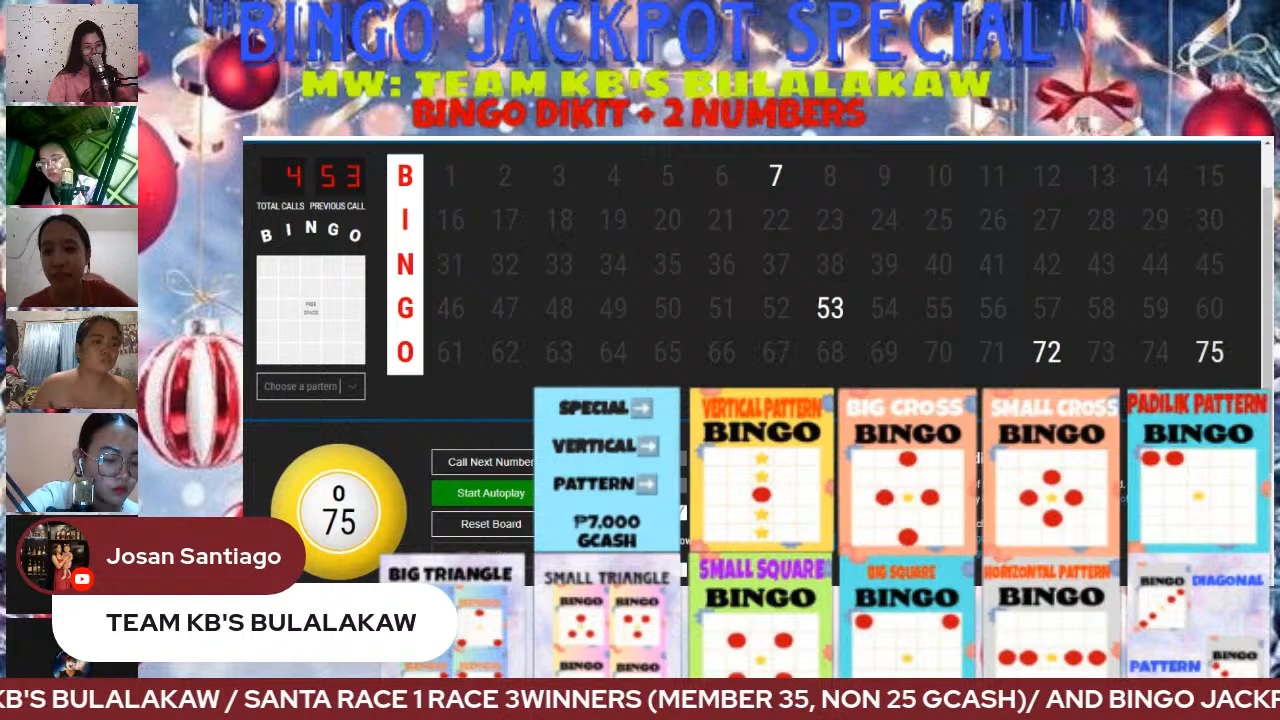 "BINGO JACKPOT SPECIAL"
MW: TEAM KB'S BULALAKAW
BINGO DIKIT + 2 NUMBERS
4 53
TOTAL CALLS PREVIOUS CALL
B I N G O
FREE SPACE
Choose a pattern
B 1 2 3 4 5 6 7 8 9 10 11 12 13 14 15
I 16 17 18 19 20 21 22 23 24 25 26 27 28 29 30
N 31 32 33 34 35 36 37 38 39 40 41 42 43 44 45
G 46 47 48 49 50 51 52 53 54 55 56 57 58 59 60
O 61 62 63 64 65 66 67 68 69 70 71 72 73 74 75
O
75
Call Next Number
Start Autoplay
Reset Board
SPECIAL
VERTICAL
PATTERN
₱7,000
GCASH
VERTICAL PATTERN
BINGO
BIG CROSS
BINGO
SMALL CROSS
BINGO
PADILIK PATTERN
BINGO
BIG TRIANGLE
SMALL TRIANGLE
BINGO BINGO
BINGO BINGO
SMALL SQUARE
BINGO
BIG SQUARE
BINGO
HORIZONTAL PATTERN
BINGO
BINGO DIAGONAL
PATTERN BINGO
Josan Santiago
TEAM KB'S BULALAKAW
KB'S BULALAKAW / SANTA RACE 1 RACE 3WINNERS (MEMBER 35, NON 25 GCASH)/ AND BINGO JACKP